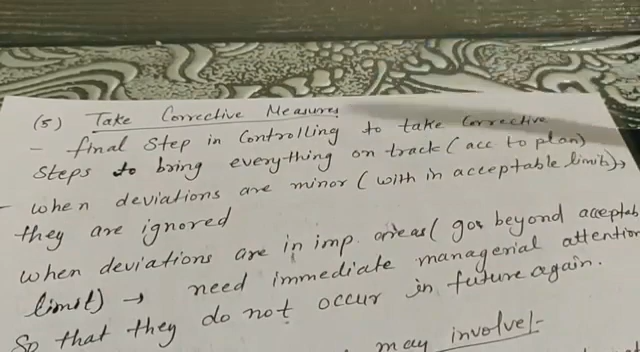 (5) Take Corrective Measures
- final step in Controlling to take Corrective
steps to bring everything on track (acc to plan)
- when deviations are minor (with in acceptable limit) →
they are ignored
when deviations are in imp. areas (goes beyond acceptab
limit) → need immediate managerial attention
So that they do not occur in future again.
may involve:-